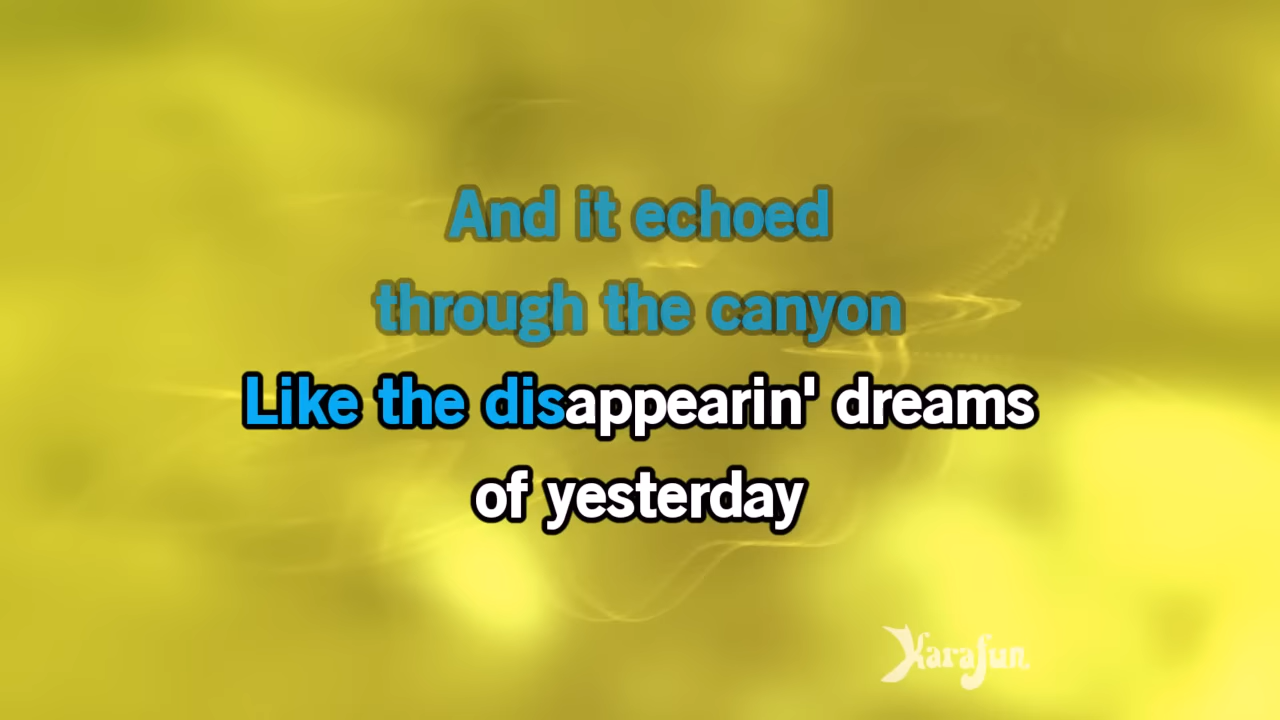 And it echoed
through the canyon
Like the disappearin' dreams
of yesterday
KaraFun